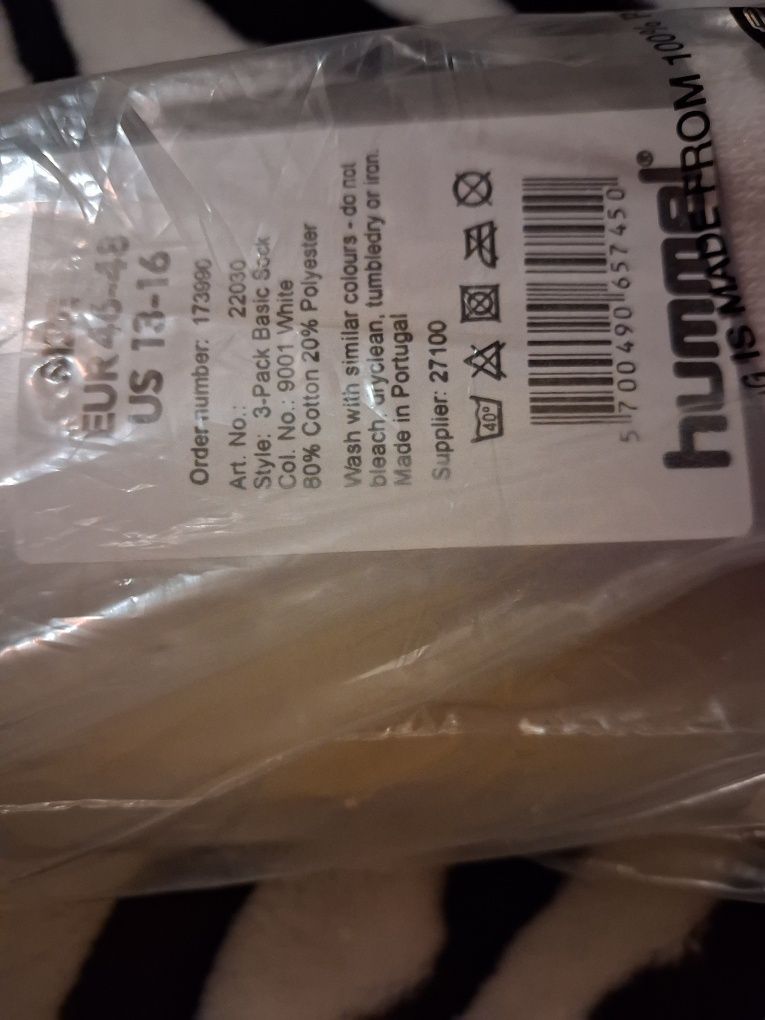 EUR 46-48
US 13-16
Order number: 173990
Art. No.: 22030
Style: 3-Pack Basic Sock
Col. No.: 9001 White
80% Cotton 20% Polyester
Wash with similar colours - do not
bleach, dryclean, tumbledry or iron.
Made in Portugal
Supplier: 27100
40°
5 700490 657450
hummel®
IS MADE FROM 100%